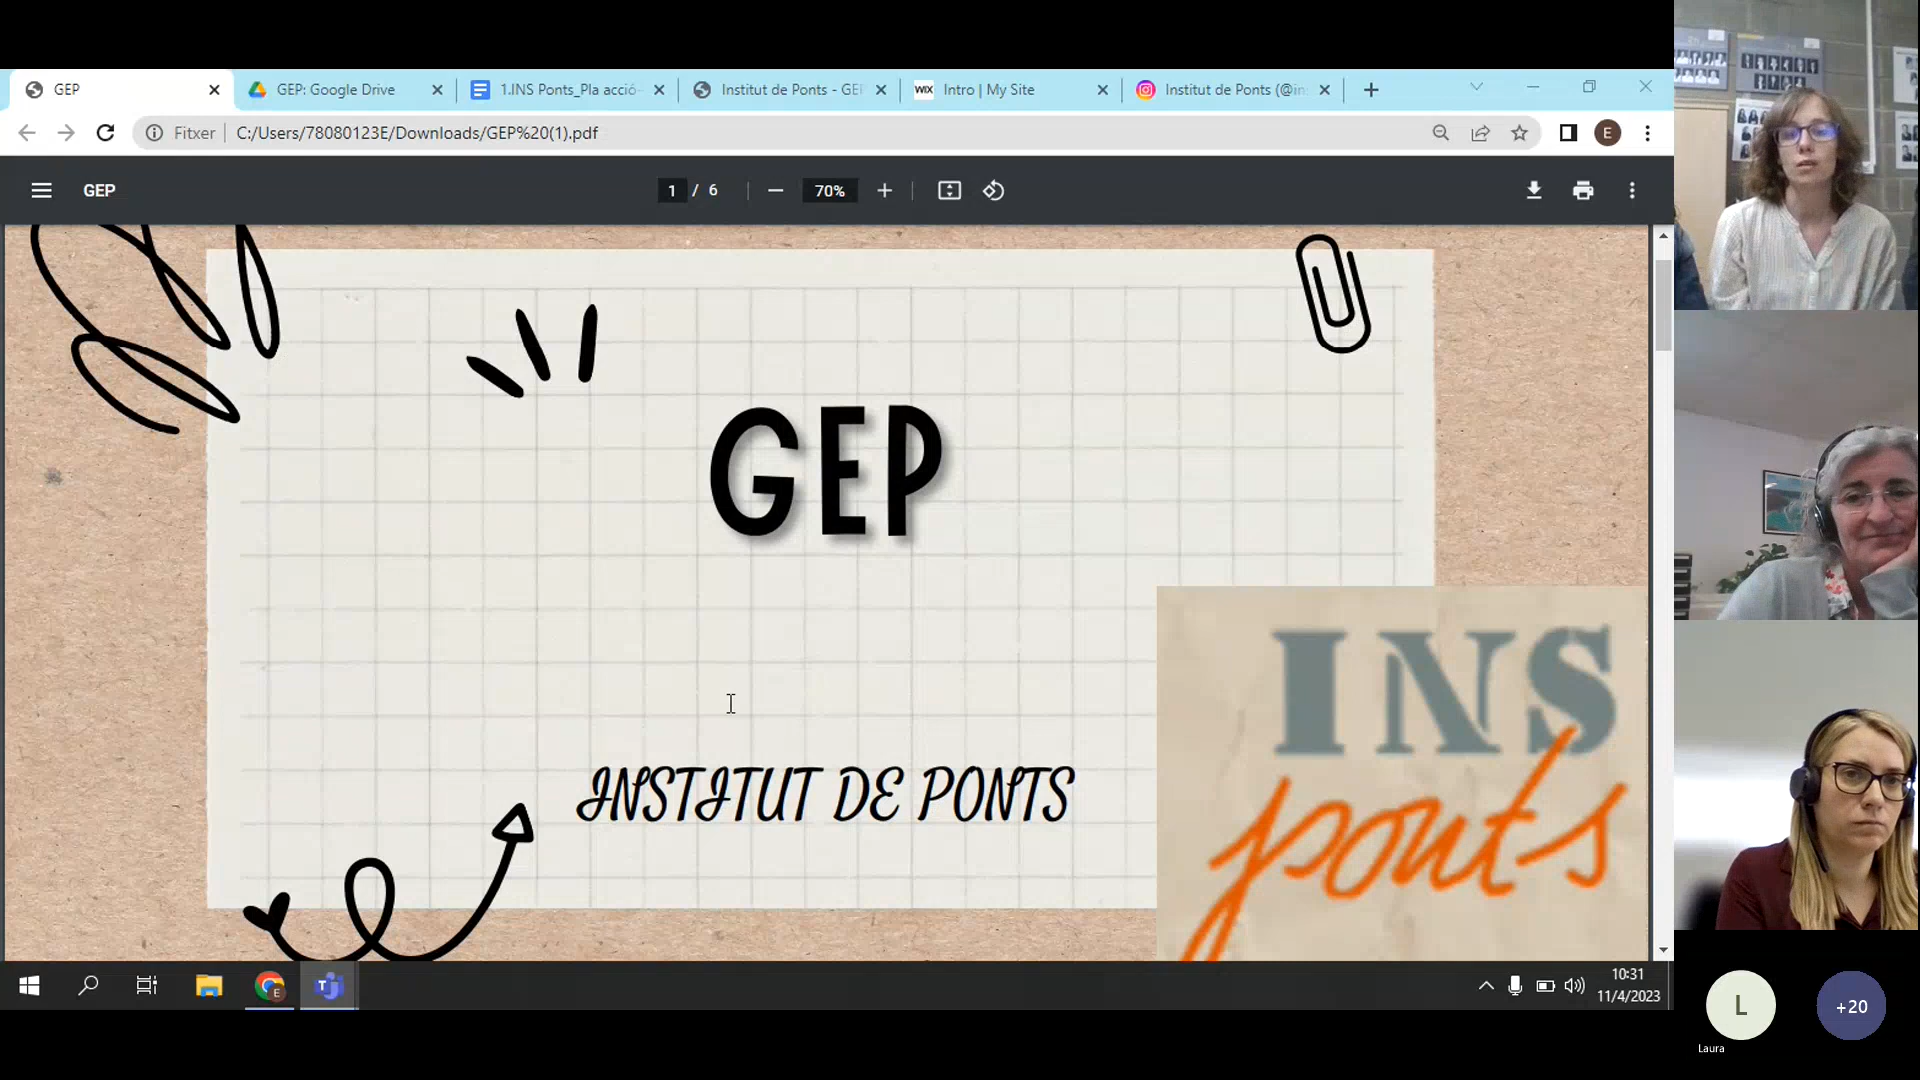 GEP
GEP: Google Drive
1.INS Ponts_Pla acció-
Institut de Ponts - GEP
WIX
Intro | My Site
Institut de Ponts (@in
Fitxer
C:/Users/78080123E/Downloads/GEP%20(1).pdf
E
GEP
1 / 6
70%
GEP
INSTITUT DE PONTS
INS
ponts
10:31
11/4/2023
L
+20
Laura